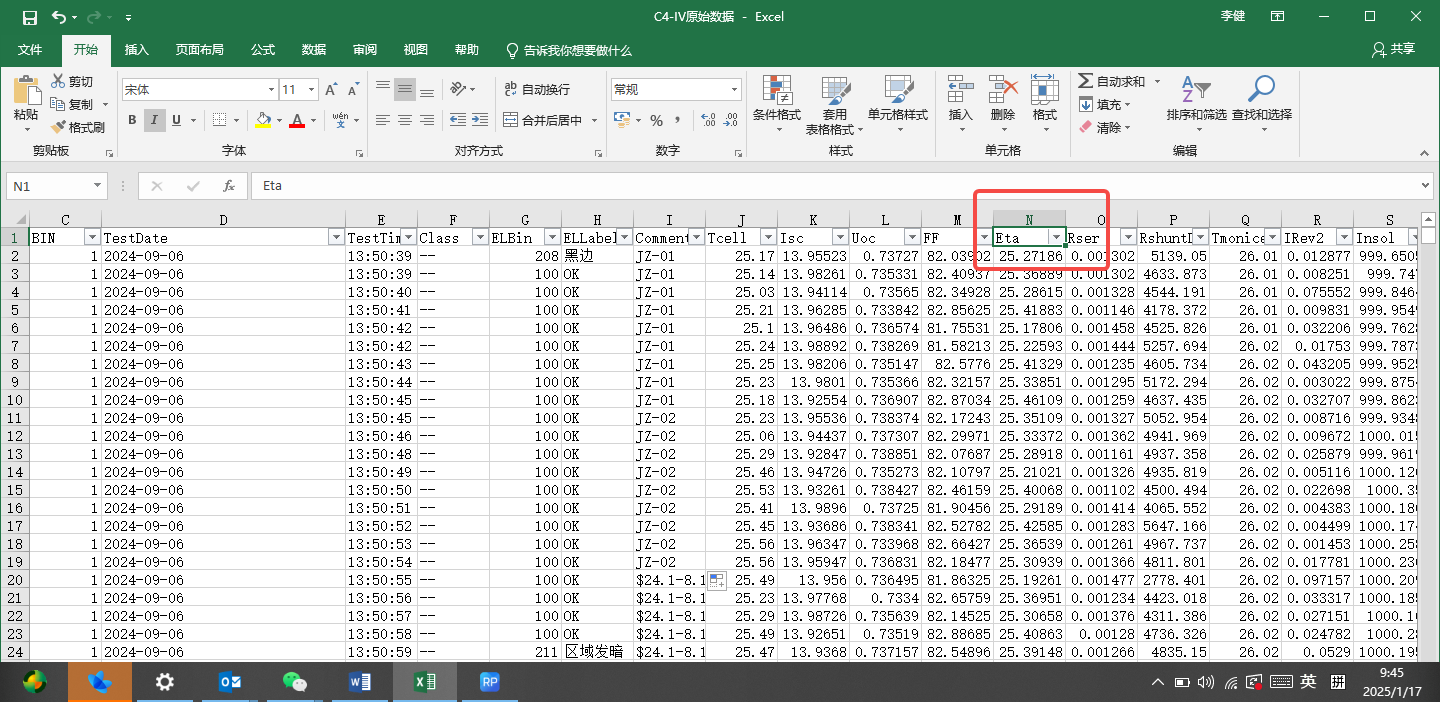 C4-IV原始数据 - Excel 李健
文件 开始 插入 页面布局 公式 数据 审阅 视图 帮助 告诉我你想要做什么 共享
粘贴 剪切 复制 格式刷 剪贴板
宋体 11 B I U A wén 字体
ab 自动换行 合并后居中 对齐方式
常规 % , 数字
条件格式 套用表格格式 单元格样式 样式
插入 删除 格式 单元格
自动求和 填充 清除 排序和筛选 查找和选择 编辑
N1 fx Eta
C D E F G H I J K L M N O P Q R S
1 BIN TestDate TestTim Class ELBin ELLabel Comment Tcell Isc Uoc FF Eta Rser RshuntD Tmonice IRev2 Insol
2 1 2024-09-06 13:50:39 -- 208 黑边 JZ-01 25.17 13.95523 0.73727 82.03902 25.27186 0.001302 5139.05 26.01 0.012877 999.6505
3 1 2024-09-06 13:50:39 -- 100 OK JZ-01 25.14 13.98261 0.735331 82.40937 25.36889 0.001302 4633.873 26.01 0.008251 999.747
4 1 2024-09-06 13:50:40 -- 100 OK JZ-01 25.03 13.94114 0.73565 82.34928 25.28615 0.001328 4544.191 26.01 0.075552 999.8464
5 1 2024-09-06 13:50:41 -- 100 OK JZ-01 25.21 13.96285 0.733842 82.85625 25.41883 0.001146 4178.372 26.01 0.009831 999.9549
6 1 2024-09-06 13:50:42 -- 100 OK JZ-01 25.1 13.96486 0.736574 81.75531 25.17806 0.001458 4525.826 26.01 0.032206 999.7628
7 1 2024-09-06 13:50:42 -- 100 OK JZ-01 25.24 13.98892 0.738269 81.58213 25.22593 0.001444 5257.694 26.02 0.01753 999.7873
8 1 2024-09-06 13:50:43 -- 100 OK JZ-01 25.25 13.98206 0.735147 82.5776 25.41329 0.001235 4605.734 26.02 0.043205 999.9525
9 1 2024-09-06 13:50:44 -- 100 OK JZ-01 25.23 13.9801 0.735366 82.32157 25.33851 0.001295 5172.294 26.02 0.003022 999.8754
10 1 2024-09-06 13:50:45 -- 100 OK JZ-01 25.18 13.92554 0.736907 82.87034 25.46109 0.001259 4637.435 26.02 0.032707 999.862
11 1 2024-09-06 13:50:45 -- 100 OK JZ-02 25.23 13.95536 0.738374 82.17243 25.35109 0.001327 5052.954 26.02 0.008716 999.9348
12 1 2024-09-06 13:50:46 -- 100 OK JZ-02 25.06 13.94437 0.737307 82.29971 25.33372 0.001362 4941.969 26.02 0.009672 1000.01
13 1 2024-09-06 13:50:48 -- 100 OK JZ-02 25.29 13.92847 0.738851 82.07687 25.28918 0.001161 4937.358 26.02 0.025879 999.961
14 1 2024-09-06 13:50:49 -- 100 OK JZ-02 25.46 13.94726 0.735273 82.10797 25.21021 0.001326 4935.819 26.02 0.005116 1000.12
15 1 2024-09-06 13:50:50 -- 100 OK JZ-02 25.53 13.93261 0.738427 82.46159 25.40068 0.001102 4500.494 26.02 0.022698 1000.3
16 1 2024-09-06 13:50:51 -- 100 OK JZ-02 25.41 13.9896 0.73725 81.90456 25.29189 0.001414 4065.552 26.02 0.004383 1000.18
17 1 2024-09-06 13:50:52 -- 100 OK JZ-02 25.45 13.93686 0.738341 82.52782 25.42585 0.001283 5647.166 26.02 0.004499 1000.17
18 1 2024-09-06 13:50:53 -- 100 OK JZ-02 25.56 13.96347 0.733968 82.66427 25.36539 0.001261 4967.737 26.02 0.001453 1000.25
19 1 2024-09-06 13:50:54 -- 100 OK JZ-02 25.56 13.95947 0.736831 82.18477 25.30939 0.001366 4811.801 26.02 0.017781 1000.23
20 1 2024-09-06 13:50:55 -- 100 OK $24.1-8.1 25.49 13.956 0.736495 81.86325 25.19261 0.001477 2778.401 26.02 0.097157 1000.20
21 1 2024-09-06 13:50:56 -- 100 OK $24.1-8.1 25.23 13.97768 0.7334 82.65759 25.36951 0.001234 4423.018 26.02 0.033317 1000.18
22 1 2024-09-06 13:50:57 -- 100 OK $24.1-8.1 25.29 13.98726 0.735639 82.14525 25.30658 0.001376 4311.386 26.02 0.027151 1000.1
23 1 2024-09-06 13:50:58 -- 100 OK $24.1-8.1 25.49 13.92651 0.73519 82.88685 25.40863 0.00128 4736.326 26.02 0.024782 1000.2
24 1 2024-09-06 13:50:59 -- 211 区域发暗 $24.1-8.1 25.47 13.9368 0.737157 82.54896 25.39148 0.001266 4835.15 26.02 0.0529 1000.19
RP 英 拼 9:45
2025/1/17